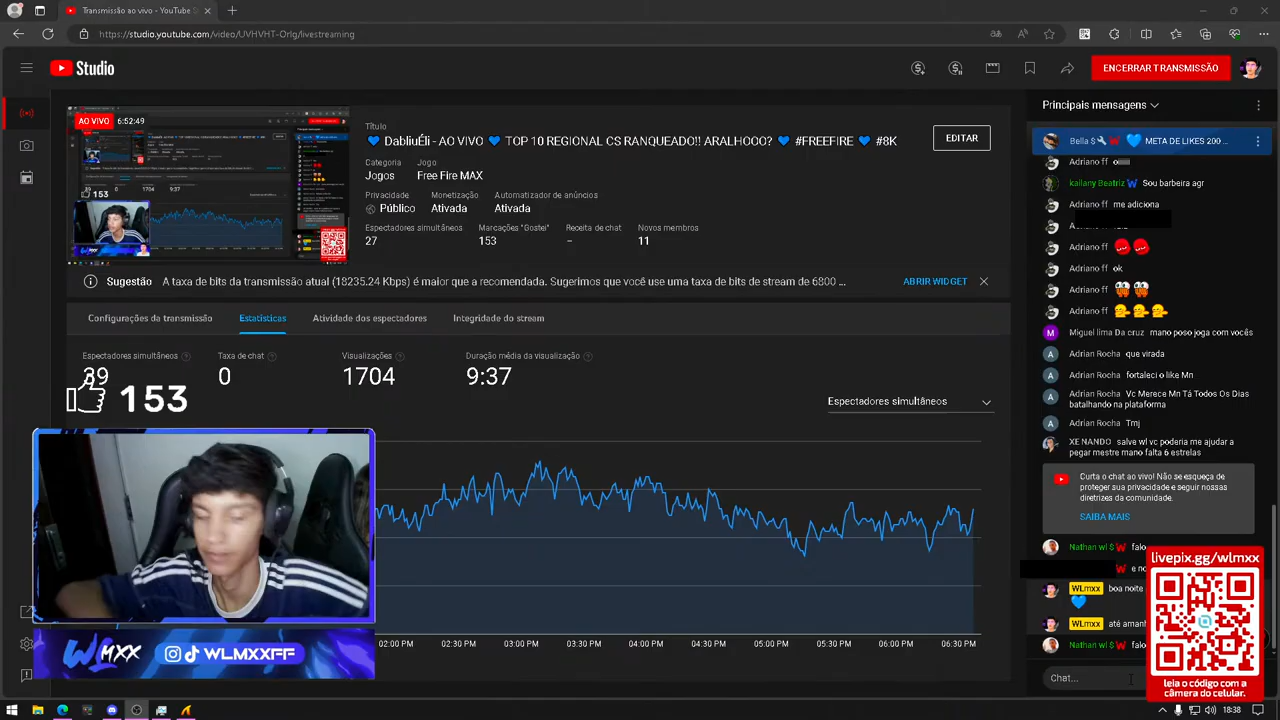 Transmissão ao vivo - YouTube
https://studio.youtube.com/video/UVHVHT-OrIg/livestreaming
Studio
ENCERRAR TRANSMISSÃO
AO VIVO 6:52:49
Título
💙 DabliuÉli - AO VIVO 💙 TOP 10 REGIONAL CS RANQUEADO!! ARALHODO? 💙 #FREEFIRE 💙 #8K
EDITAR
Categoria
Jogos
Jogo
Free Fire MAX
Privacidade
Público
Monetização
Ativada
Automatizador de anúncios
Ativada
Espectadores simultâneos
27
Marcações "Gostei"
153
Receita de chat
–
Novos membros
11
Sugestão A taxa de bits da transmissão atual (18235.24 Kbps) é maior que a recomendada. Sugerimos que você use uma taxa de bits de stream de 6800 ...
ABRIR WIDGET
Configurações da transmissão
Estatísticas
Atividade dos espectadores
Integridade do stream
Espectadores simultâneos
39
Taxa de chat
0
Visualizações
1704
Duração média da visualização
9:37
153
Espectadores simultâneos
02:00 PM 02:30 PM 03:00 PM 03:30 PM 04:00 PM 04:30 PM 05:00 PM 05:30 PM 06:00 PM 06:30 PM
WLMXX
WLMXXFF
Principais mensagens
Bella $ W 💙 META DE LIKES 200 ...
Adriano ff
kailany Beatriz W Sou barbeira agr
Adriano ff me adiciona
Adriano ff
Adriano ff
Adriano ff ok
Adriano ff
Adriano ff
Miguel lima Da cruz mano poso joga com vocês
Adrian Rocha que virada
Adrian Rocha fortaleci o like Mn
Adrian Rocha Vc Merece Mn Tá Todos Os Dias
batalhando na plataforma
Adrian Rocha Tmj
XE NANDO salve wl vc poderia me ajudar a
pegar mestre mano falta 6 estrelas
Curta o chat ao vivo! Não se esqueça de
proteger sua privacidade e seguir nossas
diretrizes da comunidade.
SAIBA MAIS
Nathan wl $ W falo
W e no
WLmxx boa noite
💙
WLmxx até amanh
Nathan wl $ W falo
Chat...
livepix.gg/wlmxx
leia o código com a
câmera do celular.
18:38